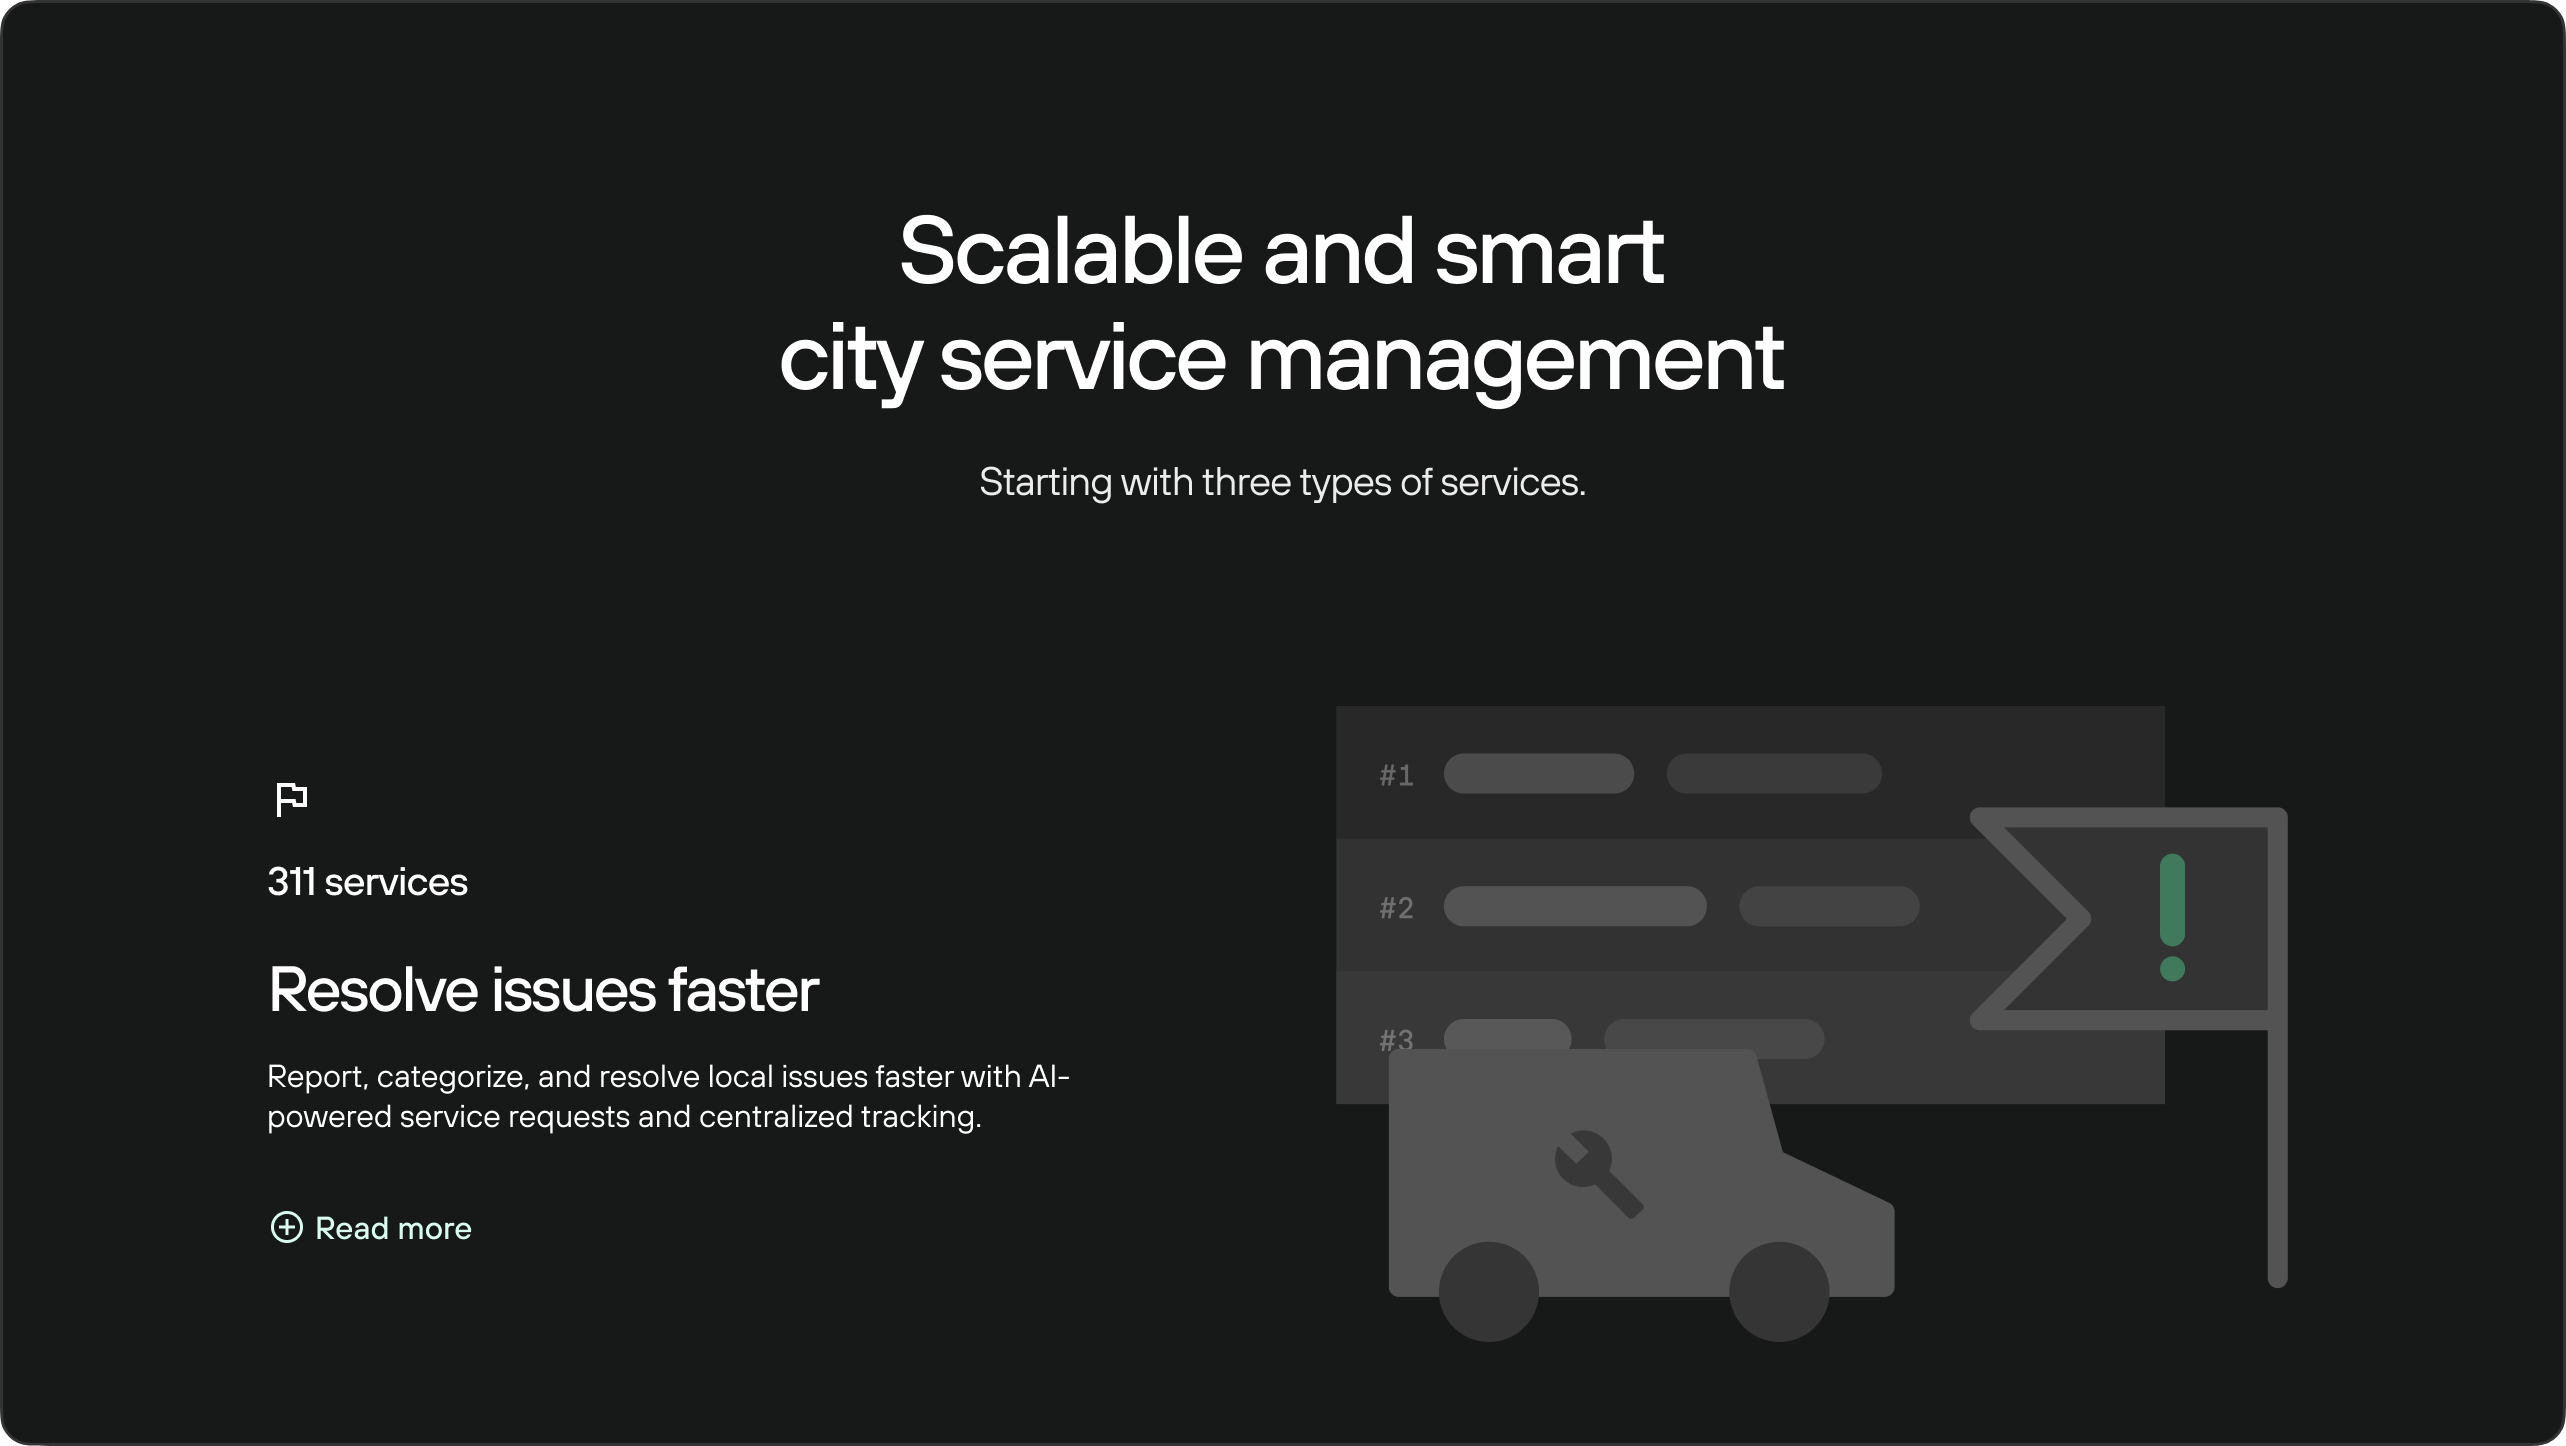 Scalable and smart
city service management
Starting with three types of services.
311 services
Resolve issues faster
Report, categorize, and resolve local issues faster with AI-
powered service requests and centralized tracking.
Read more
#1
#2
#3
!